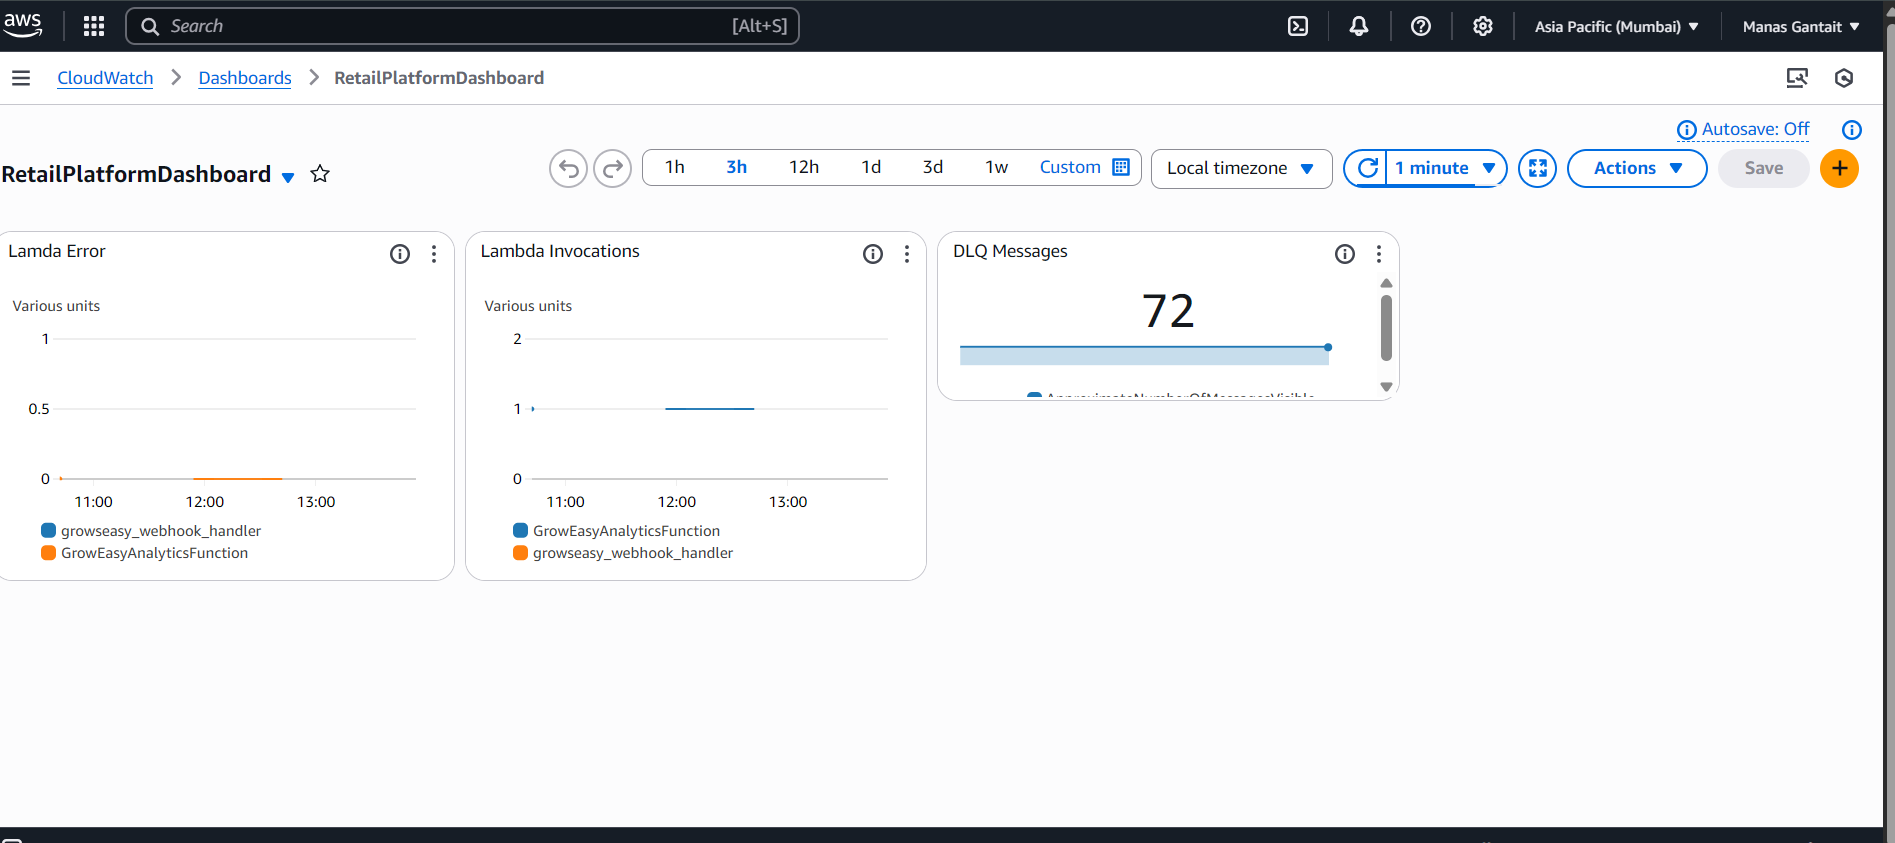 aws
Search [Alt+S]
Asia Pacific (Mumbai)
Manas Gantait
CloudWatch
Dashboards
RetailPlatformDashboard
Autosave: Off
RetailPlatformDashboard
1h 3h 12h 1d 3d 1w Custom
Local timezone
1 minute
Actions
Save
Lamda Error
Various units
1
0.5
0
11:00 12:00 13:00
growseasy_webhook_handler
GrowEasyAnalyticsFunction
Lambda Invocations
Various units
2
1
0
11:00 12:00 13:00
GrowEasyAnalyticsFunction
growseasy_webhook_handler
DLQ Messages
72
ApproximateNumberOfMessagesVisible